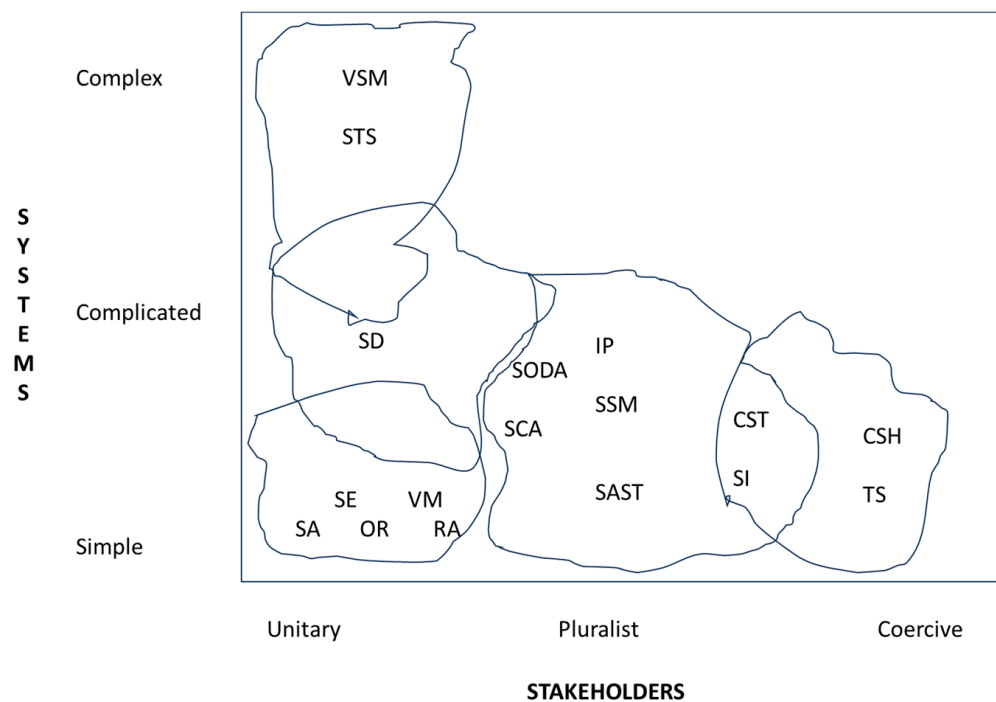 Complex
VSM
STS
SYSTEMS
Complicated
SD
IP
SODA
SSM
SCA
CST
CSH
SI
SAST
TS
SE VM
SA OR RA
Simple
Unitary Pluralist Coercive
STAKEHOLDERS